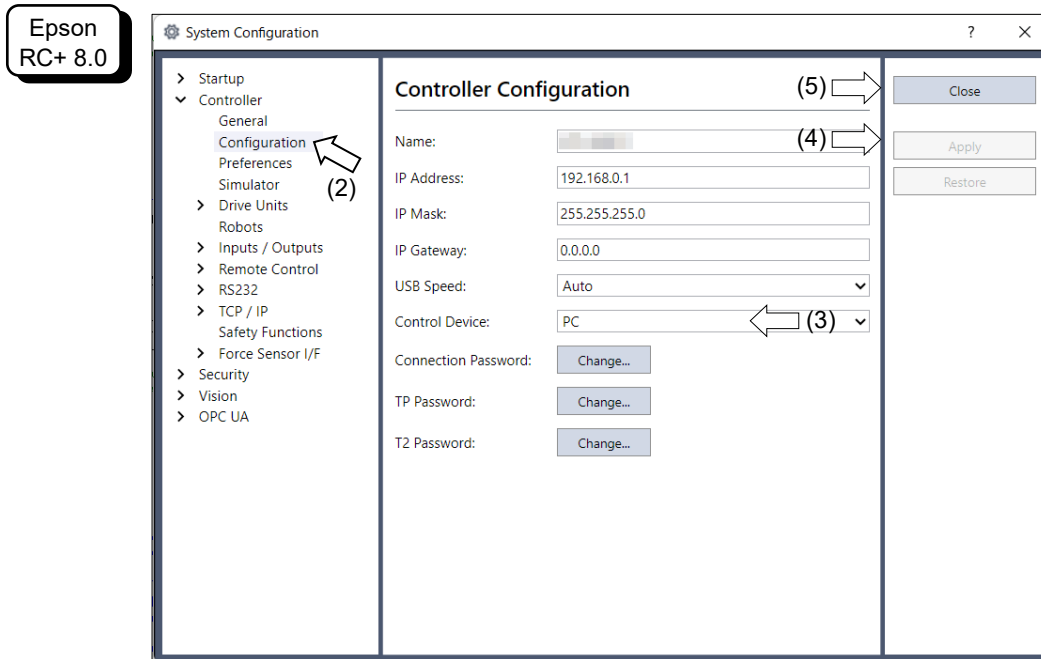 Epson
RC+ 8.0
System Configuration
?
Startup
Controller
General
Configuration
Preferences
Simulator
Drive Units
Robots
Inputs / Outputs
Remote Control
RS232
TCP / IP
Safety Functions
Force Sensor I/F
Security
Vision
OPC UA
(2)
Controller Configuration
Name:
IP Address: 192.168.0.1
IP Mask: 255.255.255.0
IP Gateway: 0.0.0.0
USB Speed: Auto
Control Device: PC (3)
Connection Password: Change...
TP Password: Change...
T2 Password: Change...
(5) Close
(4) Apply
Restore